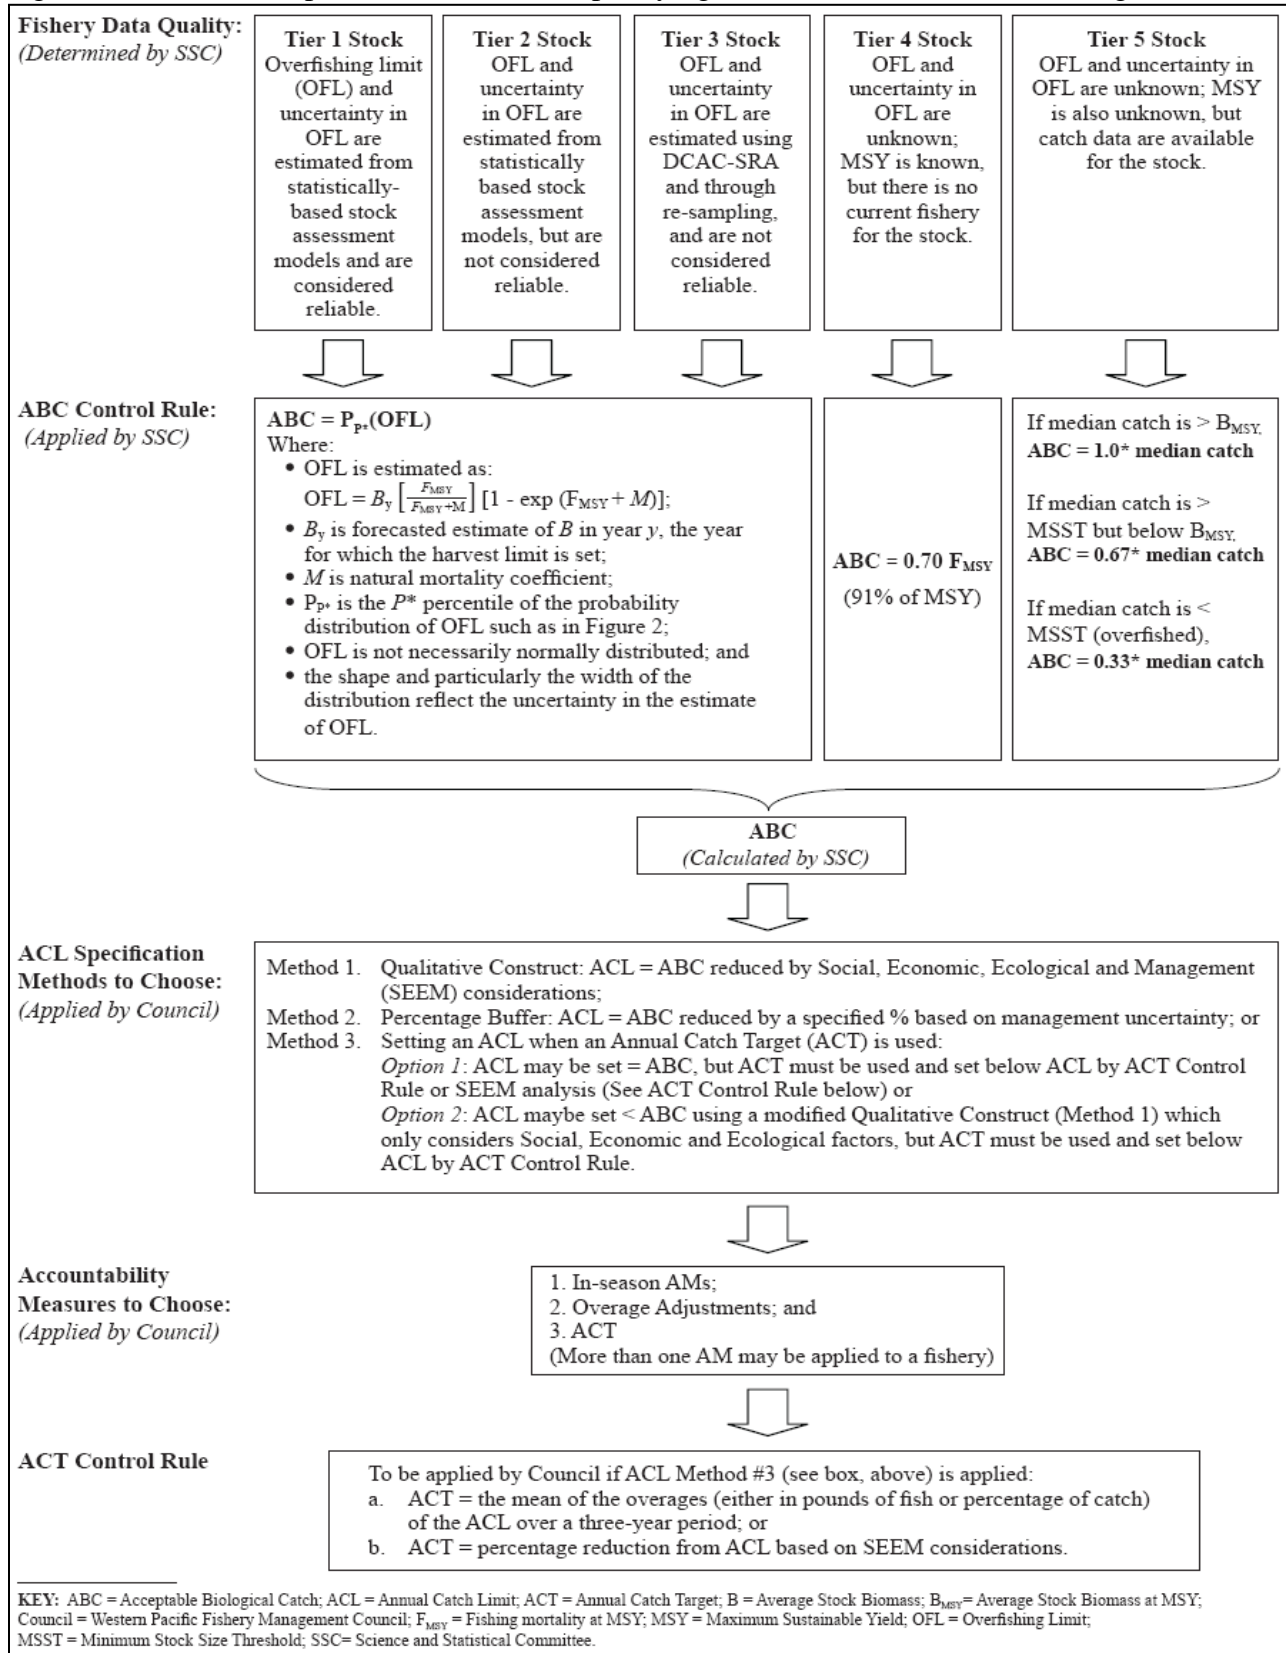 Fishery Data Quality:
(Determined by SSC)
Tier 1 Stock
Overfishing limit
(OFL) and
uncertainty in
OFL are
estimated from
statistically-
based stock
assessment
models and are
considered
reliable.
Tier 2 Stock
OFL and
uncertainty
in OFL are
estimated from
statistically
based stock
assessment
models, but are
not considered
reliable.
Tier 3 Stock
OFL and
uncertainty
in OFL are
estimated using
DCAC-SRA
and through
re-sampling,
and are not
considered
reliable.
Tier 4 Stock
OFL and
uncertainty in
OFL are
unknown;
MSY is known,
but there is no
current fishery
for the stock.
Tier 5 Stock
OFL and uncertainty in
OFL are unknown; MSY
is also unknown, but
catch data are available
for the stock.
ABC Control Rule:
(Applied by SSC)
ABC = P_P*(OFL)
Where:
• OFL is estimated as:
OFL = B_y [F_MSY / F_MSY+M] [1 - exp (F_MSY + M)];
• B_y is forecasted estimate of B in year y, the year
for which the harvest limit is set;
• M is natural mortality coefficient;
• P_P* is the P* percentile of the probability
distribution of OFL such as in Figure 2;
• OFL is not necessarily normally distributed; and
• the shape and particularly the width of the
distribution reflect the uncertainty in the estimate
of OFL.
ABC = 0.70 F_MSY
(91% of MSY)
If median catch is > B_MSY,
ABC = 1.0* median catch
If median catch is >
MSST but below B_MSY,
ABC = 0.67* median catch
If median catch is <
MSST (overfished),
ABC = 0.33* median catch
ABC
(Calculated by SSC)
ACL Specification
Methods to Choose:
(Applied by Council)
Method 1. Qualitative Construct: ACL = ABC reduced by Social, Economic, Ecological and Management
(SEEM) considerations;
Method 2. Percentage Buffer: ACL = ABC reduced by a specified % based on management uncertainty; or
Method 3. Setting an ACL when an Annual Catch Target (ACT) is used:
Option 1: ACL may be set = ABC, but ACT must be used and set below ACL by ACT Control
Rule or SEEM analysis (See ACT Control Rule below) or
Option 2: ACL maybe set < ABC using a modified Qualitative Construct (Method 1) which
only considers Social, Economic and Ecological factors, but ACT must be used and set below
ACL by ACT Control Rule.
Accountability
Measures to Choose:
(Applied by Council)
1. In-season AMs;
2. Overage Adjustments; and
3. ACT
(More than one AM may be applied to a fishery)
ACT Control Rule
To be applied by Council if ACL Method #3 (see box, above) is applied:
a. ACT = the mean of the overages (either in pounds of fish or percentage of catch)
of the ACL over a three-year period; or
b. ACT = percentage reduction from ACL based on SEEM considerations.
KEY: ABC = Acceptable Biological Catch; ACL = Annual Catch Limit; ACT = Annual Catch Target; B = Average Stock Biomass; B_MSY= Average Stock Biomass at MSY;
Council = Western Pacific Fishery Management Council; F_MSY = Fishing mortality at MSY; MSY = Maximum Sustainable Yield; OFL = Overfishing Limit;
MSST = Minimum Stock Size Threshold; SSC= Science and Statistical Committee.